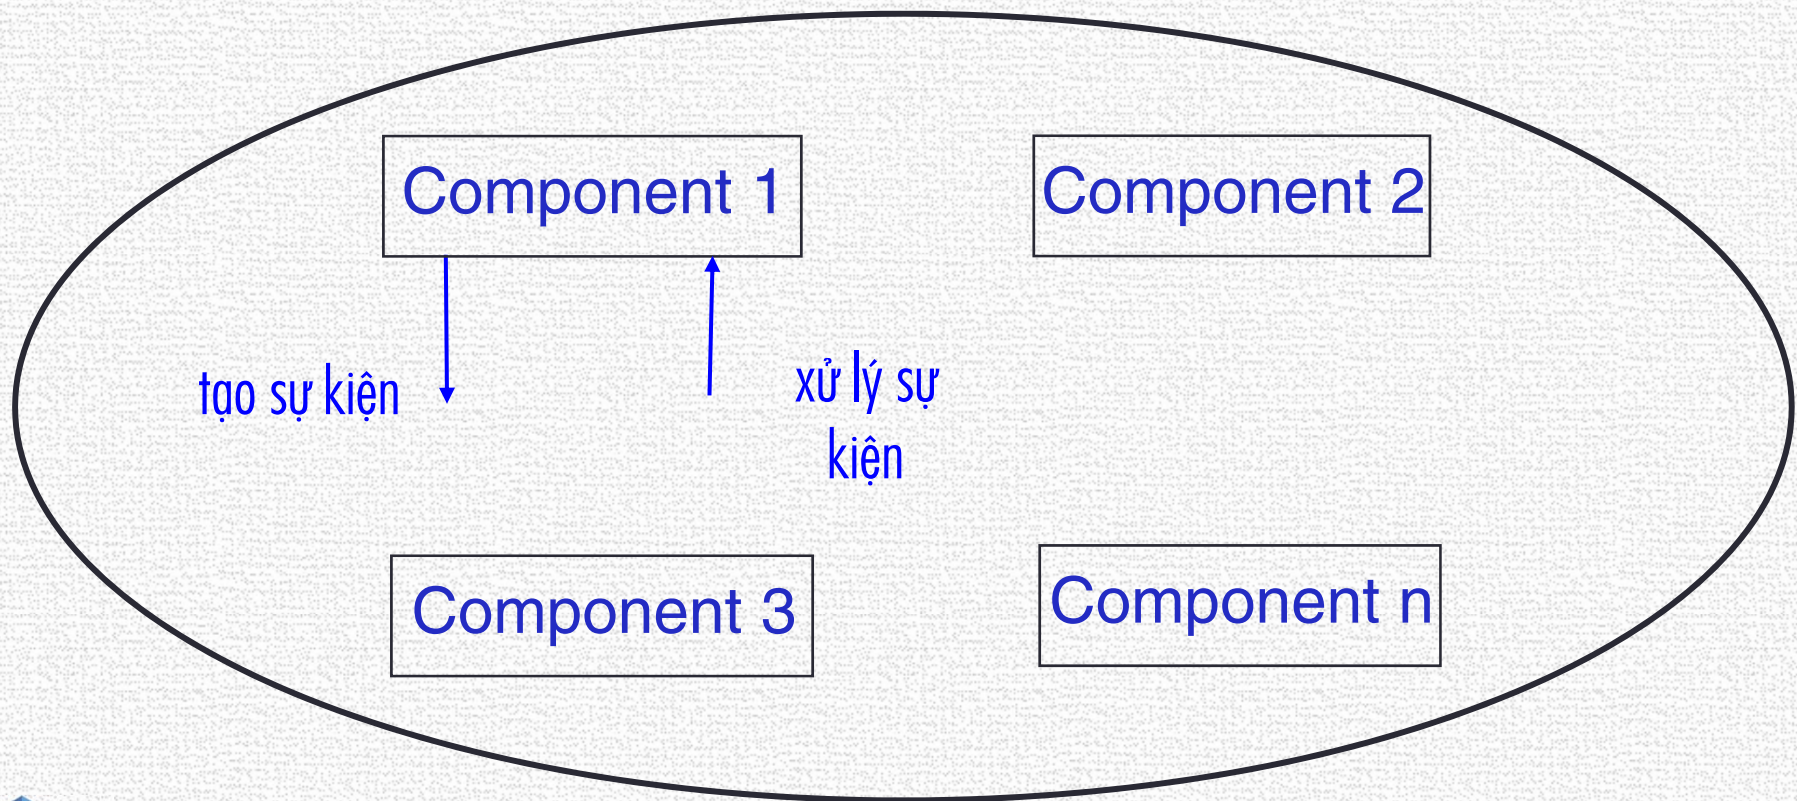 Component 1
Component 2
tạo sự kiện
xử lý sự
kiện
Component 3
Component n